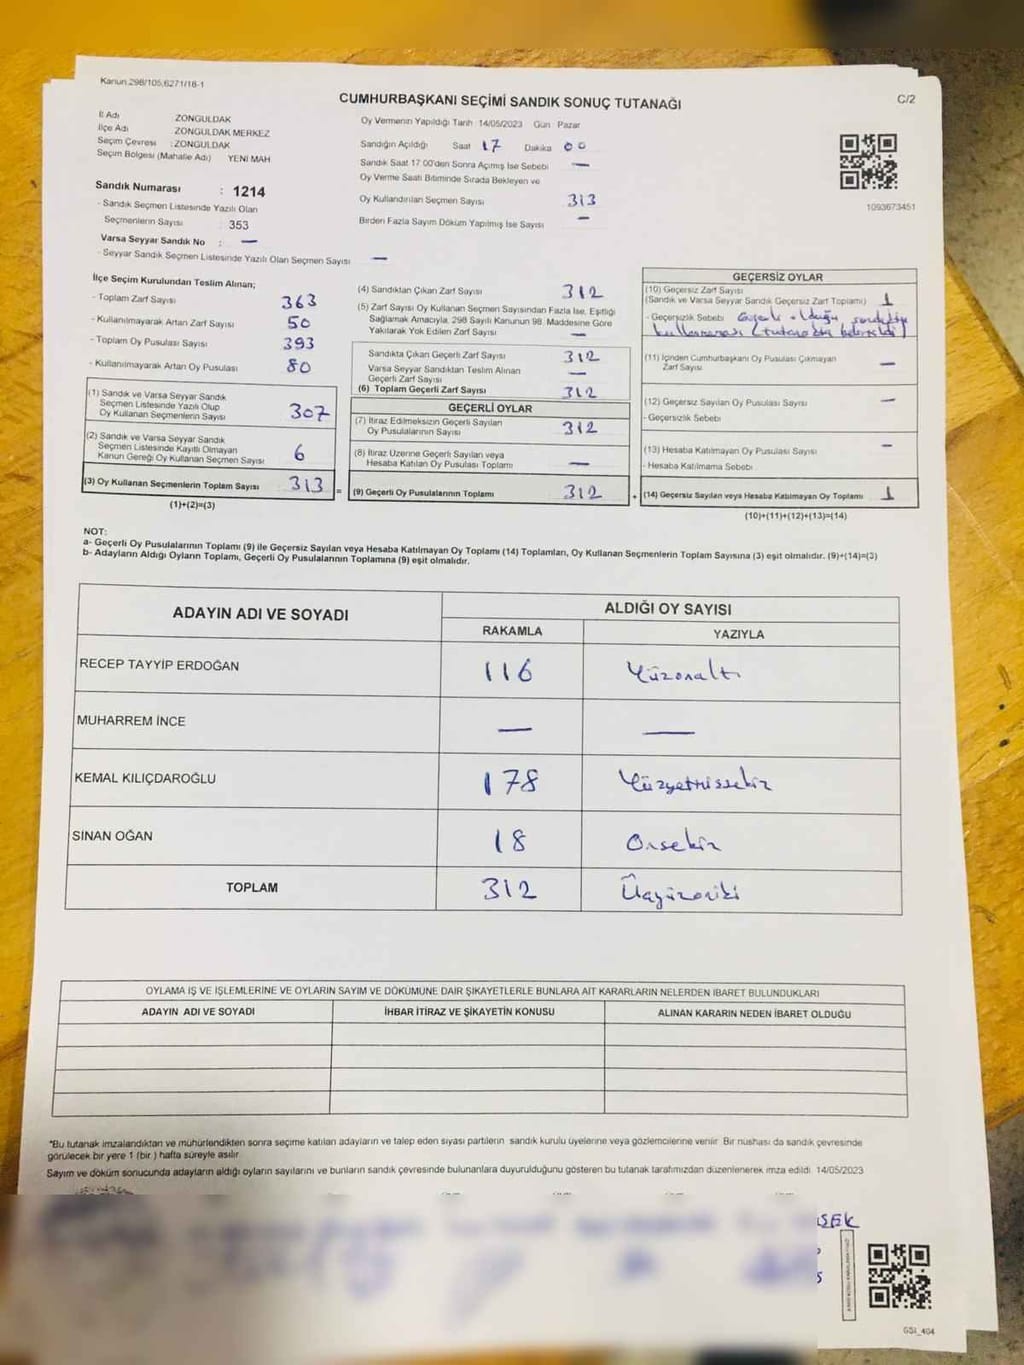 Kanun.298/105,6271/18-1
CUMHURBAŞKANI SEÇİMİ SANDIK SONUÇ TUTANAĞI
C/2
İl Adı ZONGULDAK
İlçe Adı ZONGULDAK MERKEZ
Seçim Çevresi :ZONGULDAK
Seçim Bölgesi (Mahalle Adı) YENİ MAH
Sandık Numarası : 1214
- Sandık Seçmen Listesinde Yazılı Olan
Seçmenlerin Sayısı 353
Varsa Seyyar Sandık No : —
- Seyyar Sandık Seçmen Listesinde Yazılı Olan Seçmen Sayısı —
Oy Vermenin Yapıldığı Tarih 14/05/2023 Gün : Pazar
Sandığın Açıldığı Saat 17 Dakika 00
Sandık Saat 17 00'den Sonra Açılmış İse Sebebi —
Oy Verme Saati Bitiminde Sırada Bekleyen ve
Oy Kullandırılan Seçmen Sayısı 313
Birden Fazla Sayım Döküm Yapılmış İse Sayısı —
1093673451
İlçe Seçim Kurulundan Teslim Alınan;
- Toplam Zarf Sayısı 363
- Kullanılmayarak Artan Zarf Sayısı 50
- Toplam Oy Pusulası Sayısı 393
- Kullanılmayarak Artan Oy Pusulası 80
(1) Sandık ve Varsa Seyyar Sandık
Seçmen Listesinde Yazılı Olup
Oy Kullanan Seçmenlerin Sayısı 307
(2) Sandık ve Varsa Seyyar Sandık
Seçmen Listesinde Kayıtlı Olmayan
Kanun Gereği Oy Kullanan Seçmen Sayısı 6
(3) Oy Kullanan Seçmenlerin Toplam Sayısı 313 =
(1)+(2)=(3)
(4) Sandıktan Çıkan Zarf Sayısı 312
(5) Zarf Sayısı Oy Kullanan Seçmen Sayısından Fazla İse, Eşitliği
Sağlamak Amacıyla, 298 Sayılı Kanunun 98. Maddesine Göre
Yakılarak Yok Edilen Zarf Sayısı —
Sandıkta Çıkan Geçerli Zarf Sayısı 312
Varsa Seyyar Sandıktan Teslim Alınan
Geçerli Zarf Sayısı —
(6) Toplam Geçerli Zarf Sayısı 312
GEÇERLİ OYLAR
(7) İtiraz Edilmeksizin Geçerli Sayılan
Oy Pusulalarının Sayısı 312
(8) İtiraz Üzerine Geçerli Sayılan veya
Hesaba Katılan Oy Pusulası Toplamı —
(9) Geçerli Oy Pusulalarının Toplamı 312 +
GEÇERSİZ OYLAR
(10) Geçersiz Zarf Sayısı
(Sandık ve Varsa Seyyar Sandık Geçersiz Zarf Toplamı) 1
- Geçersizlik Sebebi Geçerli olduğu
kullanmaması (tutanakta belirtildi)
(11) İçinden Cumhurbaşkanı Oy Pusulası Çıkmayan
Zarf Sayısı —
(12) Geçersiz Sayılan Oy Pusulası Sayısı —
- Geçersizlik Sebebi
(13) Hesaba Katılmayan Oy Pusulası Sayısı —
- Hesaba Katılmama Sebebi
(14) Geçersiz Sayılan veya Hesaba Katılmayan Oy Toplamı 1
(10)+(11)+(12)+(13)=(14)
NOT:
a- Geçerli Oy Pusulalarının Toplamı (9) ile Geçersiz Sayılan veya Hesaba Katılmayan Oy Toplamı (14) Toplamları, Oy Kullanan Seçmenlerin Toplam Sayısına (3) eşit olmalıdır. (9)+(14)=(3)
b- Adayların Aldığı Oyların Toplamı, Geçerli Oy Pusulalarının Toplamına (9) eşit olmalıdır.
ADAYIN ADI VE SOYADI ALDIĞI OY SAYISI
RAKAMLA YAZIYLA
RECEP TAYYİP ERDOĞAN 116 Yüzonaltı
MUHARREM İNCE — —
KEMAL KILIÇDAROĞLU 178 Yüzyetmişsekiz
SİNAN OĞAN 18 Onsekiz
TOPLAM 312 Üçyüzoniki
OYLAMA İŞ VE İŞLEMLERİNE VE OYLARIN SAYIM VE DÖKÜMÜNE DAİR ŞİKAYETLERLE BUNLARA AİT KARARLARIN NELERDEN İBARET BULUNDUKLARI
ADAYIN ADI VE SOYADI İHBAR İTİRAZ VE ŞİKAYETİN KONUSU ALINAN KARARIN NEDEN İBARET OLDUĞU
*Bu tutanak imzalandıktan ve mühürlendikten sonra seçime katılan adayların ve talep eden siyasi partilerin sandık kurulu üyelerine veya gözlemcilerine verilir. Bir nüshası da sandık çevresinde
görülecek bir yere 1 (bir ) hafta süreyle asılır
Sayım ve döküm sonucunda adayların aldığı oyların sayılarını ve bunların sandık çevresinde bulunanlara duyurulduğunu gösteren bu tutanak tarafımızdan düzenlenerek imza edildi 14/05/2023
GSI_404